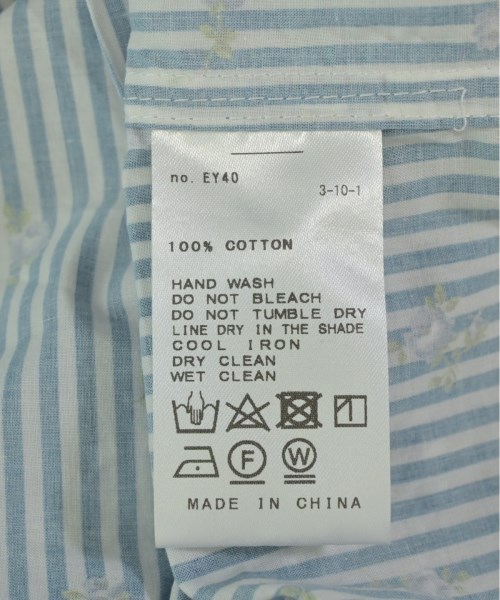 no. EY40
3-10-1
100% COTTON
HAND WASH
DO NOT BLEACH
DO NOT TUMBLE DRY
LINE DRY IN THE SHADE
COOL IRON
DRY CLEAN
WET CLEAN
F W
MADE IN CHINA